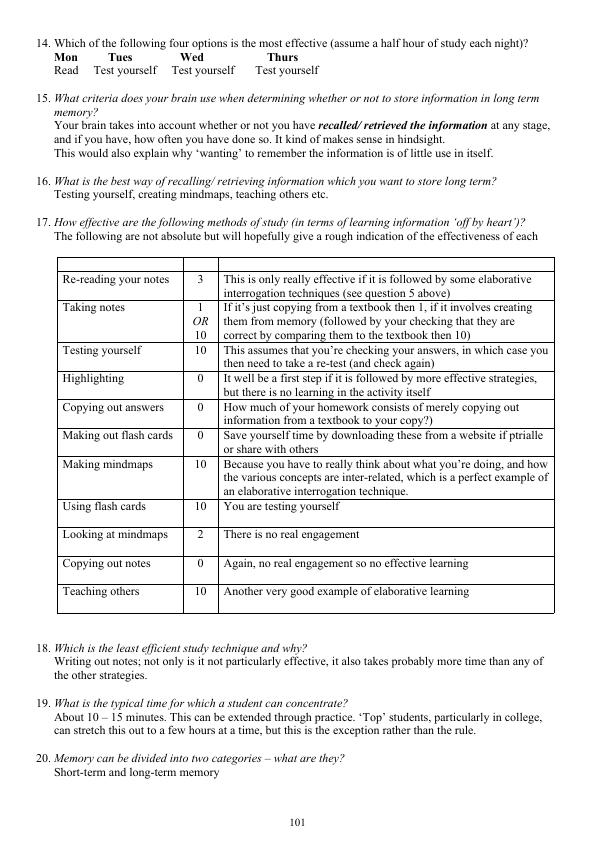 14. Which of the following four options is the most effective (assume a half hour of study each night)?
Mon Tues Wed Thurs
Read Test yourself Test yourself Test yourself
15. What criteria does your brain use when determining whether or not to store information in long term
memory?
Your brain takes into account whether or not you have recalled/ retrieved the information at any stage,
and if you have, how often you have done so. It kind of makes sense in hindsight.
This would also explain why ‘wanting’ to remember the information is of little use in itself.
16. What is the best way of recalling/ retrieving information which you want to store long term?
Testing yourself, creating mindmaps, teaching others etc.
17. How effective are the following methods of study (in terms of learning information ‘off by heart’)?
The following are not absolute but will hopefully give a rough indication of the effectiveness of each
Re-reading your notes 3 This is only really effective if it is followed by some elaborative
interrogation techniques (see question 5 above)
Taking notes 1 If it’s just copying from a textbook then 1, if it involves creating
OR them from memory (followed by your checking that they are
10 correct by comparing them to the textbook then 10)
Testing yourself 10 This assumes that you’re checking your answers, in which case you
then need to take a re-test (and check again)
Highlighting 0 It well be a first step if it is followed by more effective strategies,
but there is no learning in the activity itself
Copying out answers 0 How much of your homework consists of merely copying out
information from a textbook to your copy?)
Making out flash cards 0 Save yourself time by downloading these from a website if ptrialle
or share with others
Making mindmaps 10 Because you have to really think about what you’re doing, and how
the various concepts are inter-related, which is a perfect example of
an elaborative interrogation technique.
Using flash cards 10 You are testing yourself
Looking at mindmaps 2 There is no real engagement
Copying out notes 0 Again, no real engagement so no effective learning
Teaching others 10 Another very good example of elaborative learning
18. Which is the least efficient study technique and why?
Writing out notes; not only is it not particularly effective, it also takes probably more time than any of
the other strategies.
19. What is the typical time for which a student can concentrate?
About 10 – 15 minutes. This can be extended through practice. ‘Top’ students, particularly in college,
can stretch this out to a few hours at a time, but this is the exception rather than the rule.
20. Memory can be divided into two categories – what are they?
Short-term and long-term memory
101